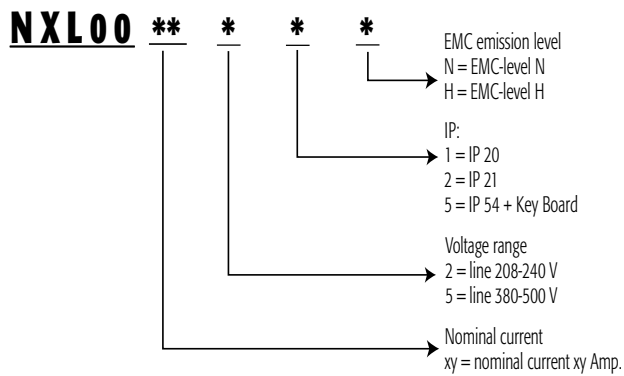 NXL00 ** * * *
EMC emission level
N = EMC-level N
H = EMC-level H
IP:
1 = IP 20
2 = IP 21
5 = IP 54 + Key Board
Voltage range
2 = line 208-240 V
5 = line 380-500 V
Nominal current
xy = nominal current xy Amp.